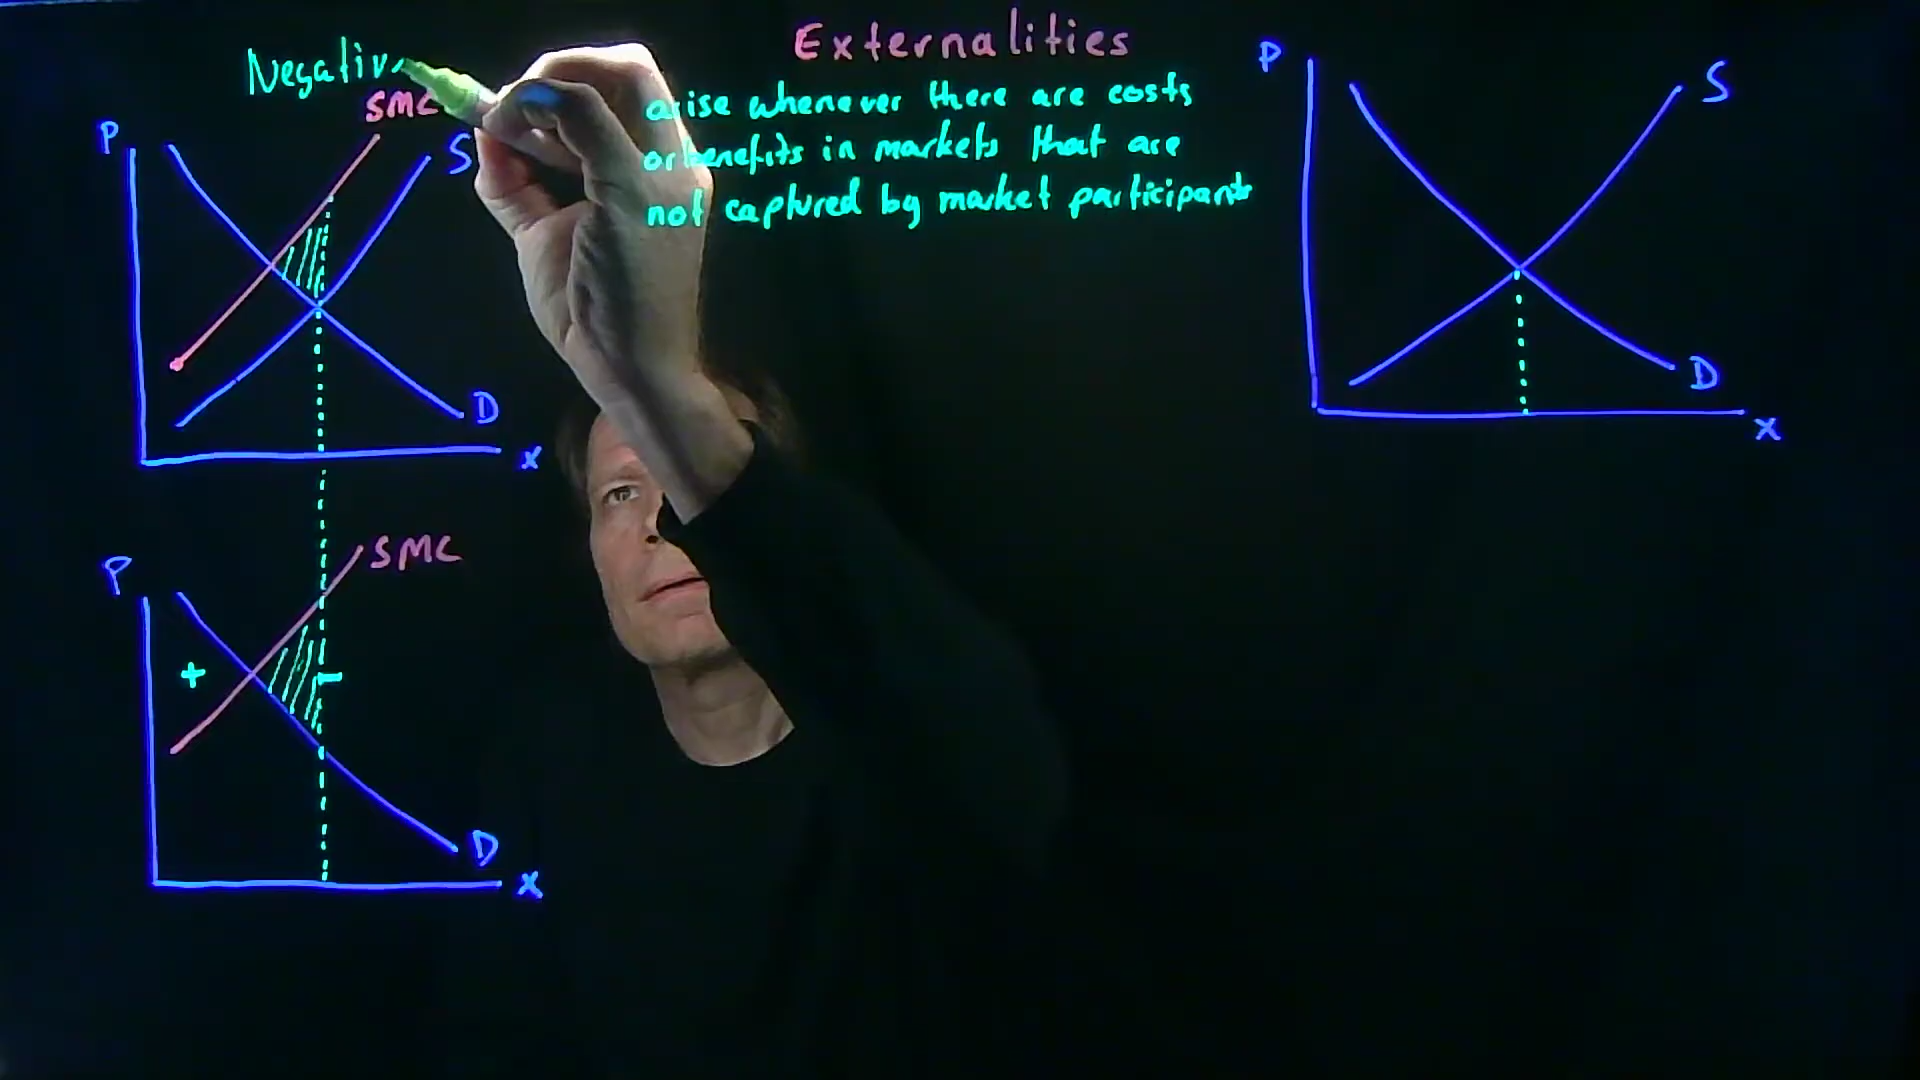 Externalities
arise whenever there are costs
or benefits in markets that are
not captured by market participants
Negativ
SMC
P
S
D
x
P
SMC
+
-
D
x
P
S
D
x